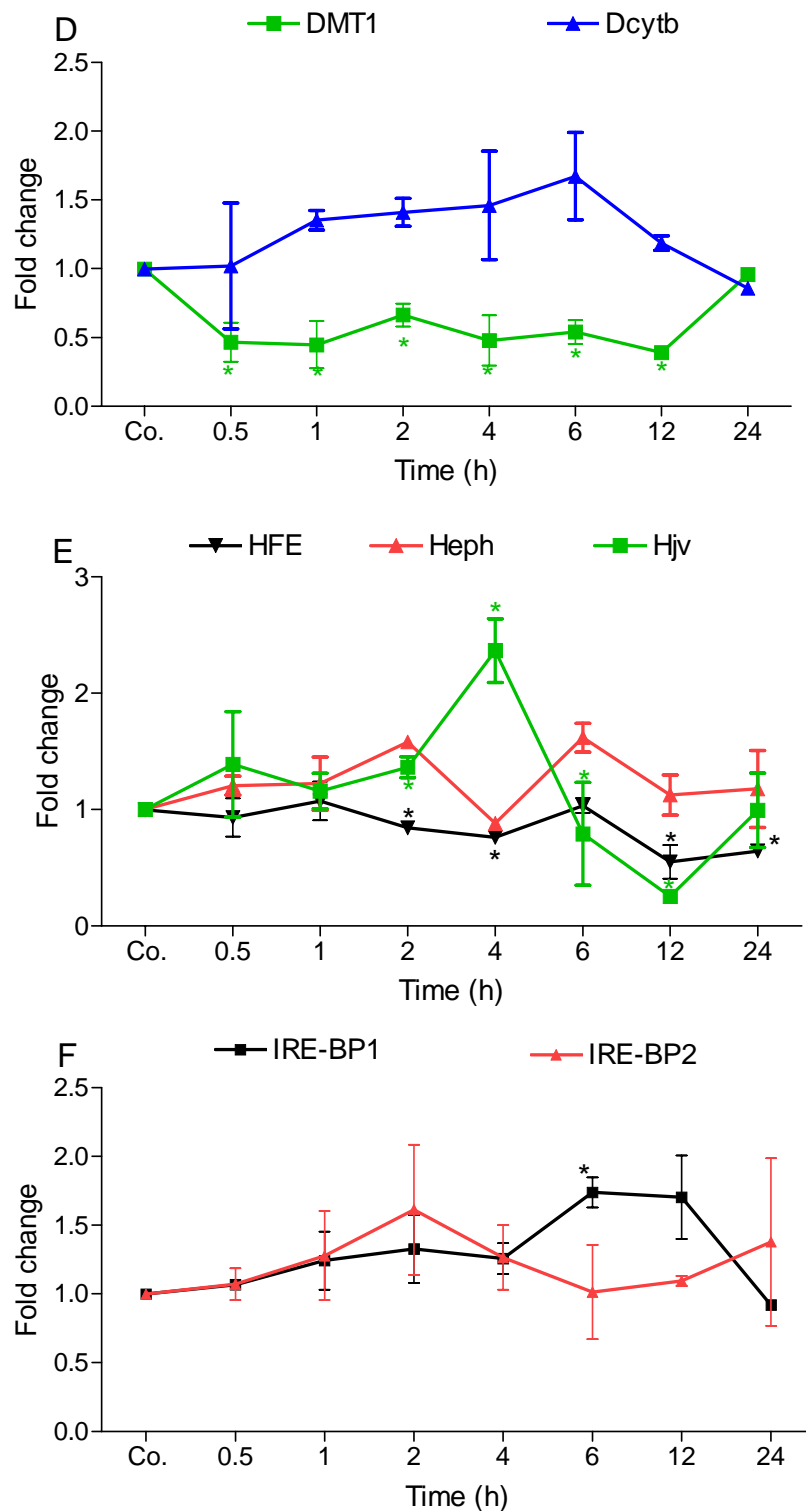 D DMT1 Dcytb
2.5
2.0
1.5
1.0
0.5
0.0
Fold change
* * * * * *
Co. 0.5 1 2 4 6 12 24
Time (h)
E HFE Heph Hjv
3
2
1
0
Fold change
*
*
*
*
*
*
*
*
Co. 0.5 1 2 4 6 12 24
Time (h)
F IRE-BP1 IRE-BP2
2.5
2.0
1.5
1.0
0.5
0.0
Fold change
*
Co. 0.5 1 2 4 6 12 24
Time (h)